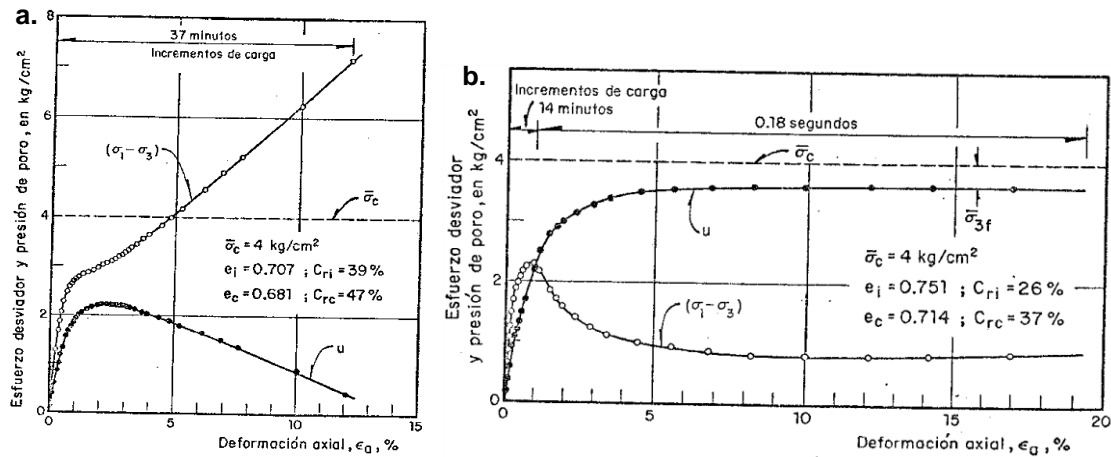 a.
Esfuerzo desviador y presión de poro, en kg/cm²
8
6
4
2
0
37 minutos
Incrementos de carga
(σ₁-σ₃)
σ̅c
σ̅c = 4 kg/cm²
ei = 0.707 ; Cri = 39 %
ec = 0.681 ; Crc = 47 %
u
0 5 10 15
Deformación axial, ϵa, %
b.
Esfuerzo desviador
y presión de poro, en kg/cm²
4
2
0
Incrementos de carga
14 minutos
0.18 segundos
σ̅c
u
σ̅3f
σ̅c = 4 kg/cm²
ei = 0.751 ; Cri = 26 %
ec = 0.714 ; Crc = 37 %
(σ₁-σ₃)
0 5 10 15 20
Deformación axial, ϵa, %